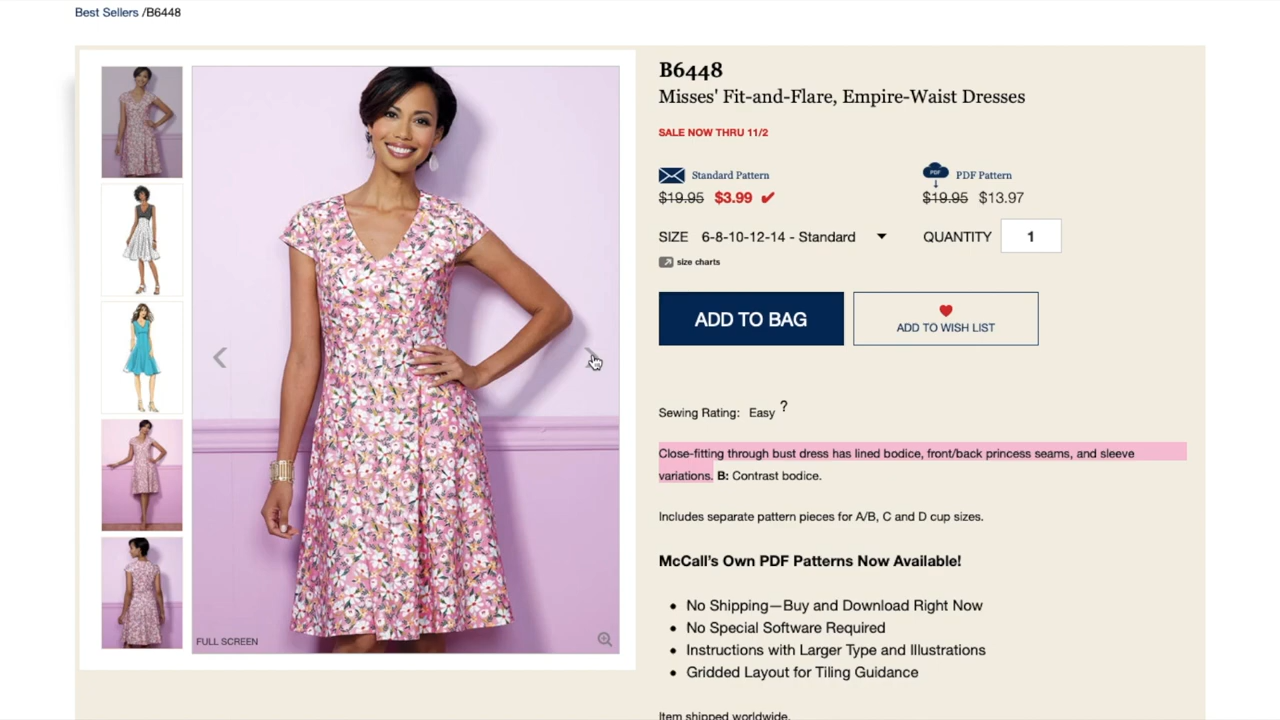 Best Sellers /B6448
B6448
Misses' Fit-and-Flare, Empire-Waist Dresses
SALE NOW THRU 11/2
Standard Pattern
PDF
PDF Pattern
$19.95 $3.99 ✔
$19.95 $13.97
SIZE 6-8-10-12-14 - Standard
QUANTITY 1
size charts
ADD TO BAG
ADD TO WISH LIST
Sewing Rating: Easy ?
Close-fitting through bust dress has lined bodice, front/back princess seams, and sleeve
variations. B: Contrast bodice.
Includes separate pattern pieces for A/B, C and D cup sizes.
McCall's Own PDF Patterns Now Available!
• No Shipping—Buy and Download Right Now
• No Special Software Required
• Instructions with Larger Type and Illustrations
• Gridded Layout for Tiling Guidance
Item shipped worldwide.
FULL SCREEN